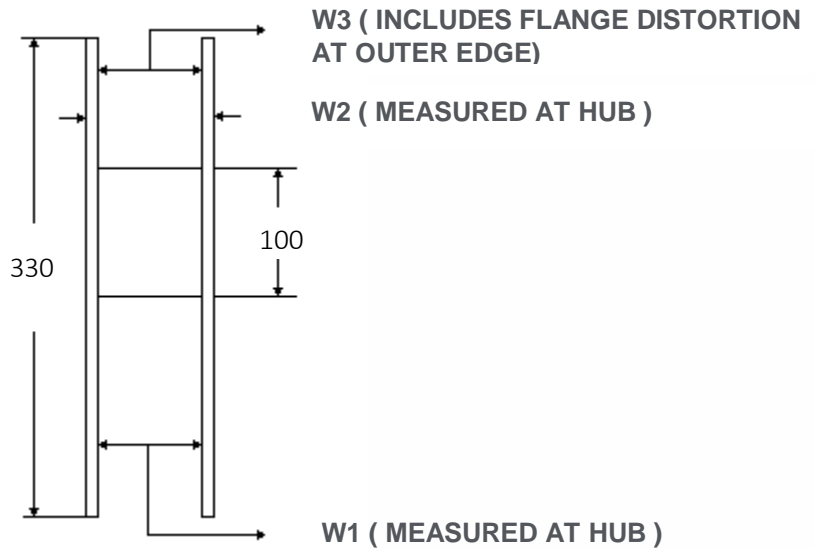 W3 ( INCLUDES FLANGE DISTORTION
AT OUTER EDGE)
W2 ( MEASURED AT HUB )
100
330
W1 ( MEASURED AT HUB )